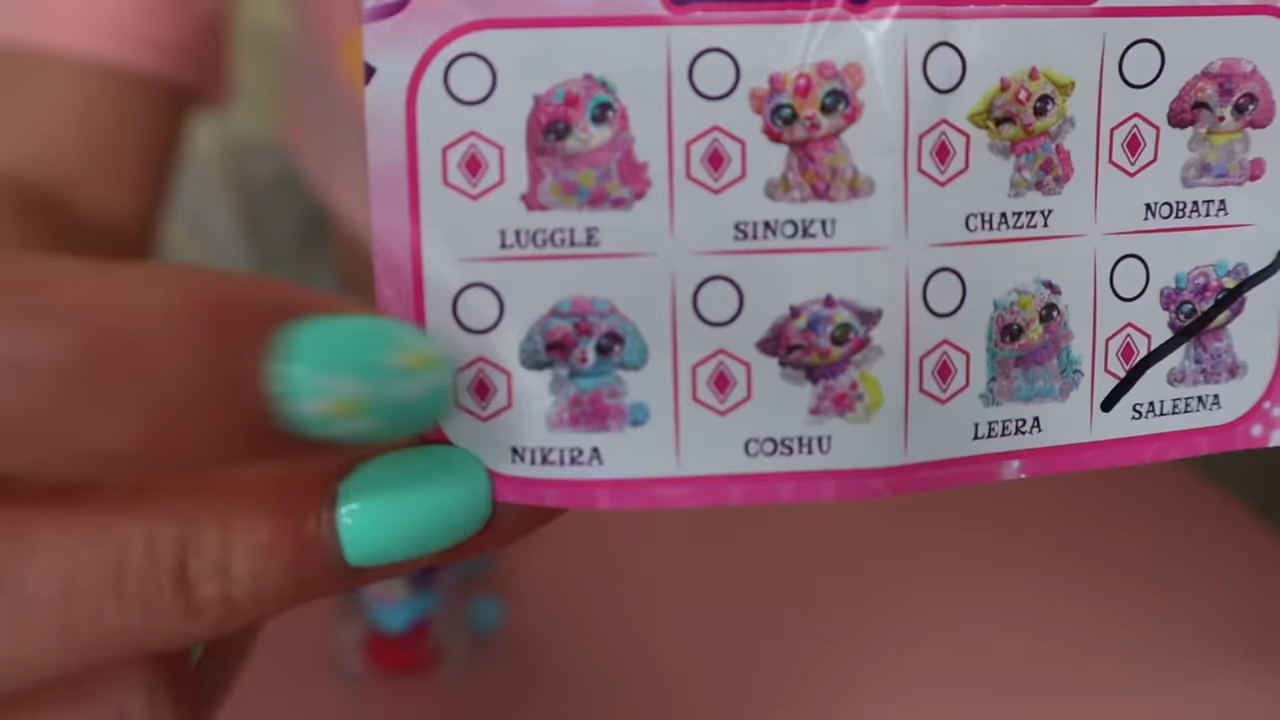 LUGGLE
SINOKU
CHAZZY
NOBATA
NIKIRA
COSHU
LEERA
SALEENA